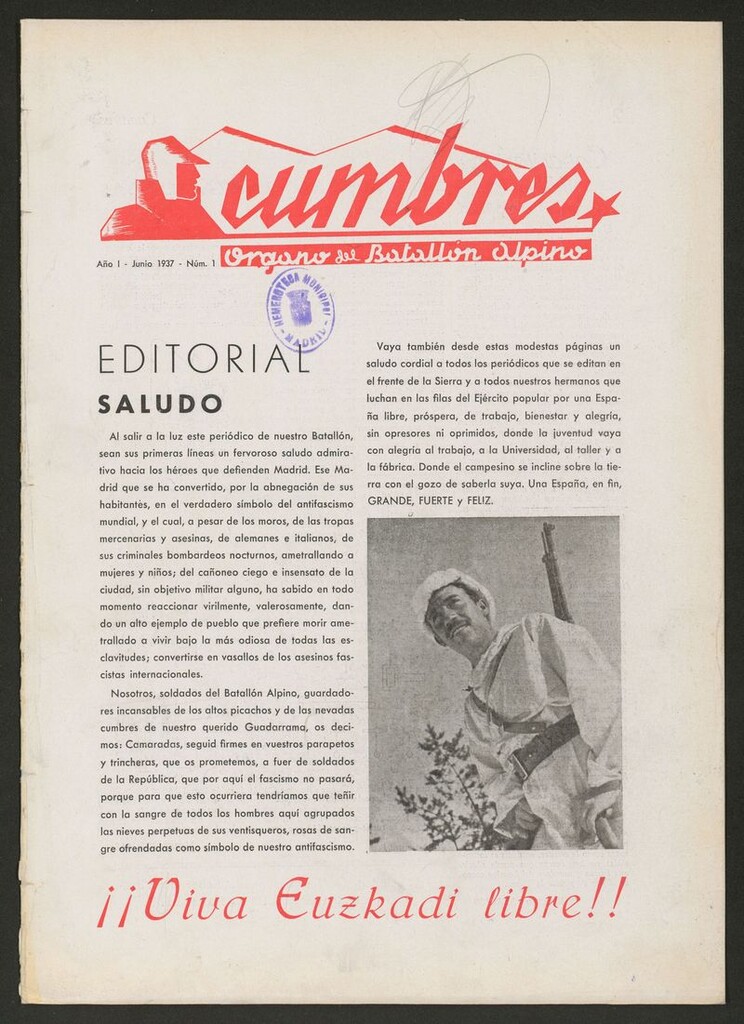 cumbres
Organo del Batallón Alpino
Año I - Junio 1937 - Núm. 1
HEMEROTECA MUNICIPAL
MADRID
EDITORIAL
SALUDO
Al salir a la luz este periódico de nuestro Batallón,
sean sus primeras líneas un fervoroso saludo admira-
tivo hacia los héroes que defienden Madrid. Ese Ma-
drid que se ha convertido, por la abnegación de sus
habitantes, en el verdadero símbolo del antifascismo
mundial, y el cual, a pesar de los moros, de las tropas
mercenarias y asesinas, de alemanes e italianos, de
sus criminales bombardeos nocturnos, ametrallando a
mujeres y niños; del cañoneo ciego e insensato de la
ciudad, sin objetivo militar alguno, ha sabido en todo
momento reaccionar virilmente, valerosamente, dan-
do un alto ejemplo de pueblo que prefiere morir ame-
trallado a vivir bajo la más odiosa de todas las es-
clavitudes; convertirse en vasallos de los asesinos fas-
cistas internacionales.
Nosotros, soldados del Batallón Alpino, guardado-
res incansables de los altos picachos y de las nevadas
cumbres de nuestro querido Guadarrama, os deci-
mos: Camaradas, seguid firmes en vuestros parapetos
y trincheras, que os prometemos, a fuer de soldados
de la República, que por aquí el fascismo no pasará,
porque para que esto ocurriera tendríamos que teñir
con la sangre de todos los hombres aquí agrupados
las nieves perpetuas de sus ventisqueros, rosas de san-
gre ofrendadas como símbolo de nuestro antifascismo.
Vaya también desde estas modestas páginas un
saludo cordial a todos los periódicos que se editan en
el frente de la Sierra y a todos nuestros hermanos que
luchan en las filas del Ejército popular por una Espa-
ña libre, próspera, de trabajo, bienestar y alegría,
sin opresores ni oprimidos, donde la juventud vaya
con alegría al trabajo, a la Universidad, al taller y a
la fábrica. Donde el campesino se incline sobre la tie-
rra con el gozo de saberla suya. Una España, en fin,
GRANDE, FUERTE y FELIZ.
¡¡Viva Euzkadi libre!!